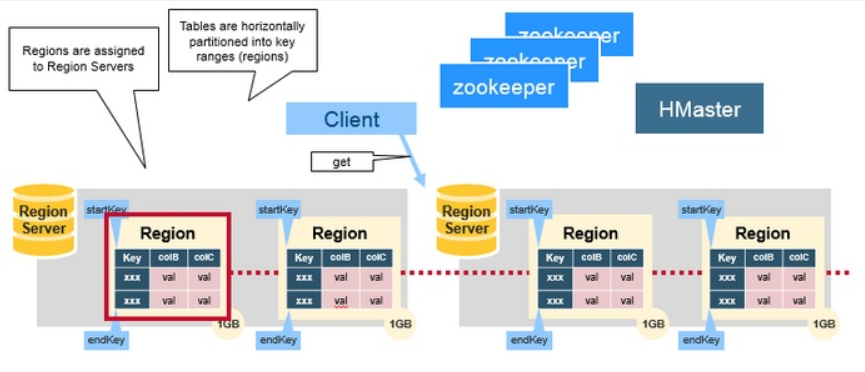 Regions are assigned
to Region Servers
Tables are horizontally
partitioned into key
ranges (regions)
zookeeper
zookeeper
zookeeper
HMaster
Client
get
Region
Server
startKey
Region
Key colB colC
xxx val val
xxx val val
1GB
endKey
startKey
Region
Key colB colC
xxx val val
xxx val val
1GB
endKey
Region
Server
startKey
Region
Key colB colC
xxx val val
xxx val val
1GB
endKey
startKey
Region
Key colB colC
xxx val val
xxx val val
1GB
endKey